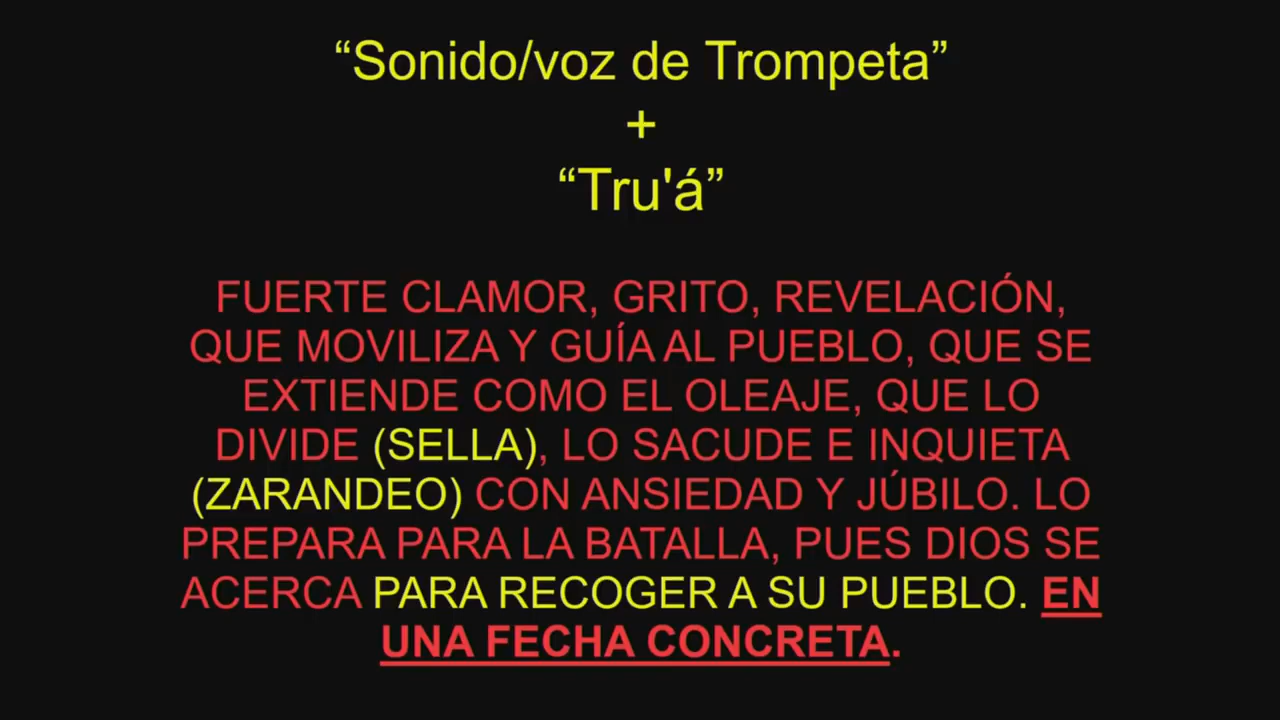 “Sonido/voz de Trompeta”
+
“Tru'á”
FUERTE CLAMOR, GRITO, REVELACIÓN,
QUE MOVILIZA Y GUÍA AL PUEBLO, QUE SE
EXTIENDE COMO EL OLEAJE, QUE LO
DIVIDE (SELLA), LO SACUDE E INQUIETA
(ZARANDEO) CON ANSIEDAD Y JÚBILO. LO
PREPARA PARA LA BATALLA, PUES DIOS SE
ACERCA PARA RECOGER A SU PUEBLO. EN
UNA FECHA CONCRETA.